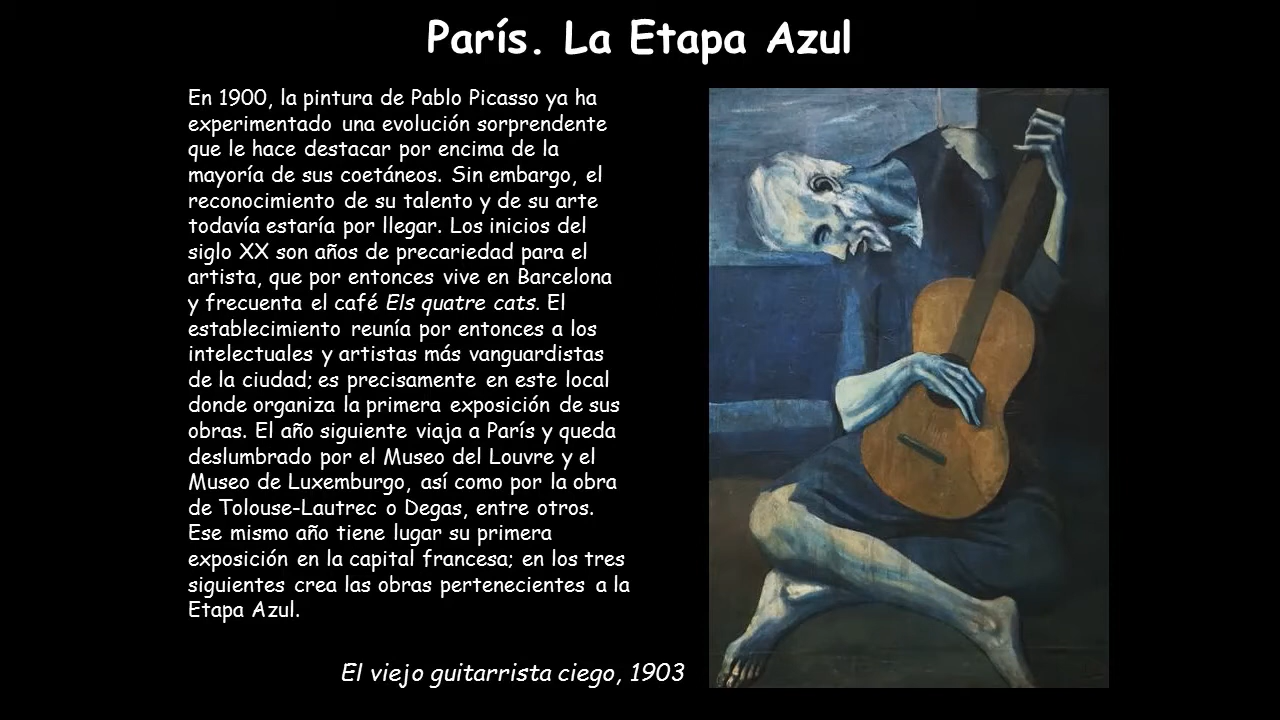 París. La Etapa Azul
En 1900, la pintura de Pablo Picasso ya ha
experimentado una evolución sorprendente
que le hace destacar por encima de la
mayoría de sus coetáneos. Sin embargo, el
reconocimiento de su talento y de su arte
todavía estaría por llegar. Los inicios del
siglo XX son años de precariedad para el
artista, que por entonces vive en Barcelona
y frecuenta el café Els quatre cats. El
establecimiento reunía por entonces a los
intelectuales y artistas más vanguardistas
de la ciudad; es precisamente en este local
donde organiza la primera exposición de sus
obras. El año siguiente viaja a París y queda
deslumbrado por el Museo del Louvre y el
Museo de Luxemburgo, así como por la obra
de Tolouse-Lautrec o Degas, entre otros.
Ese mismo año tiene lugar su primera
exposición en la capital francesa; en los tres
siguientes crea las obras pertenecientes a la
Etapa Azul.
El viejo guitarrista ciego, 1903